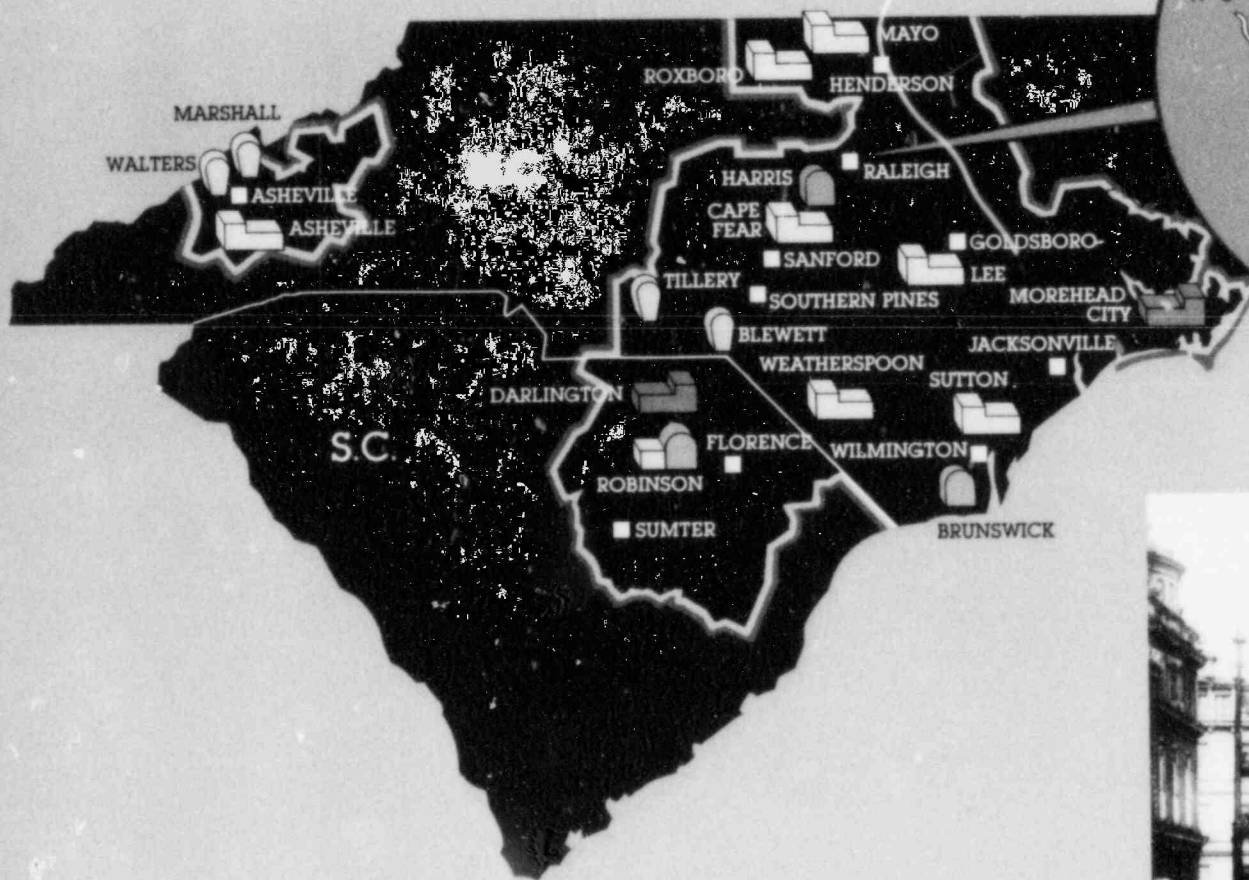 MAYO
ROXBORO
HENDERSON
MARSHALL
WALTERS
ASHEVILLE
ASHEVILLE
HARRIS
RALEIGH
CAPE
FEAR
GOLDSBORO
SANFORD
LEE
TILLERY
SOUTHERN PINES
MOREHEAD
CITY
BLEWETT
JACKSONVILLE
WEATHERSPOON
SUTTON
DARLINGTON
S.C.
FLORENCE
WILMINGTON
ROBINSON
SUMTER
BRUNSWICK